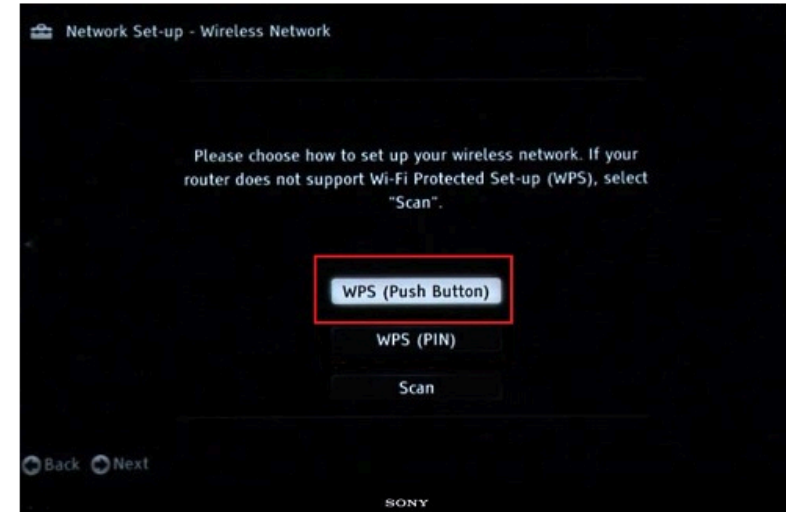 Network Set-up - Wireless Network
Please choose how to set up your wireless network. If your
router does not support Wi-Fi Protected Set-up (WPS), select
"Scan".
WPS (Push Button)
WPS (PIN)
Scan
Back Next
SONY